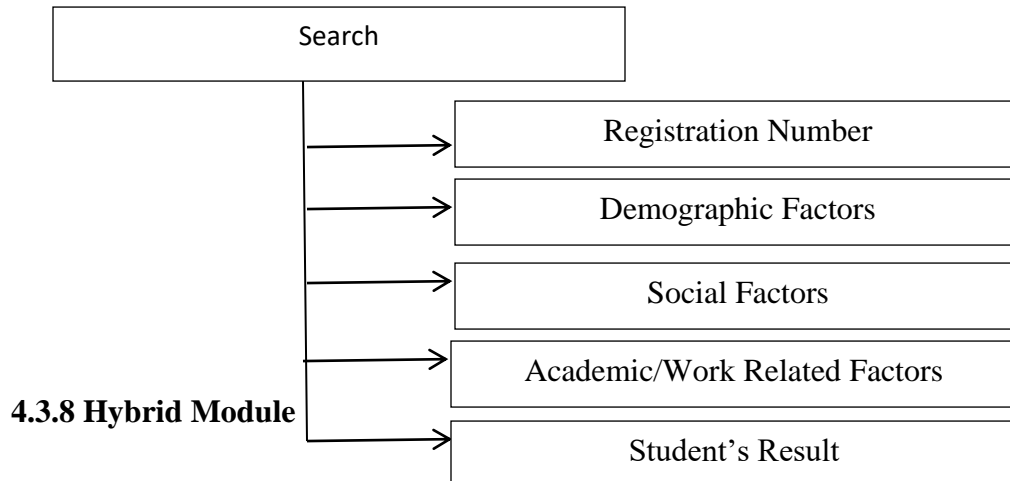 Search
Registration Number
Demographic Factors
Social Factors
Academic/Work Related Factors
4.3.8 Hybrid Module
Student’s Result